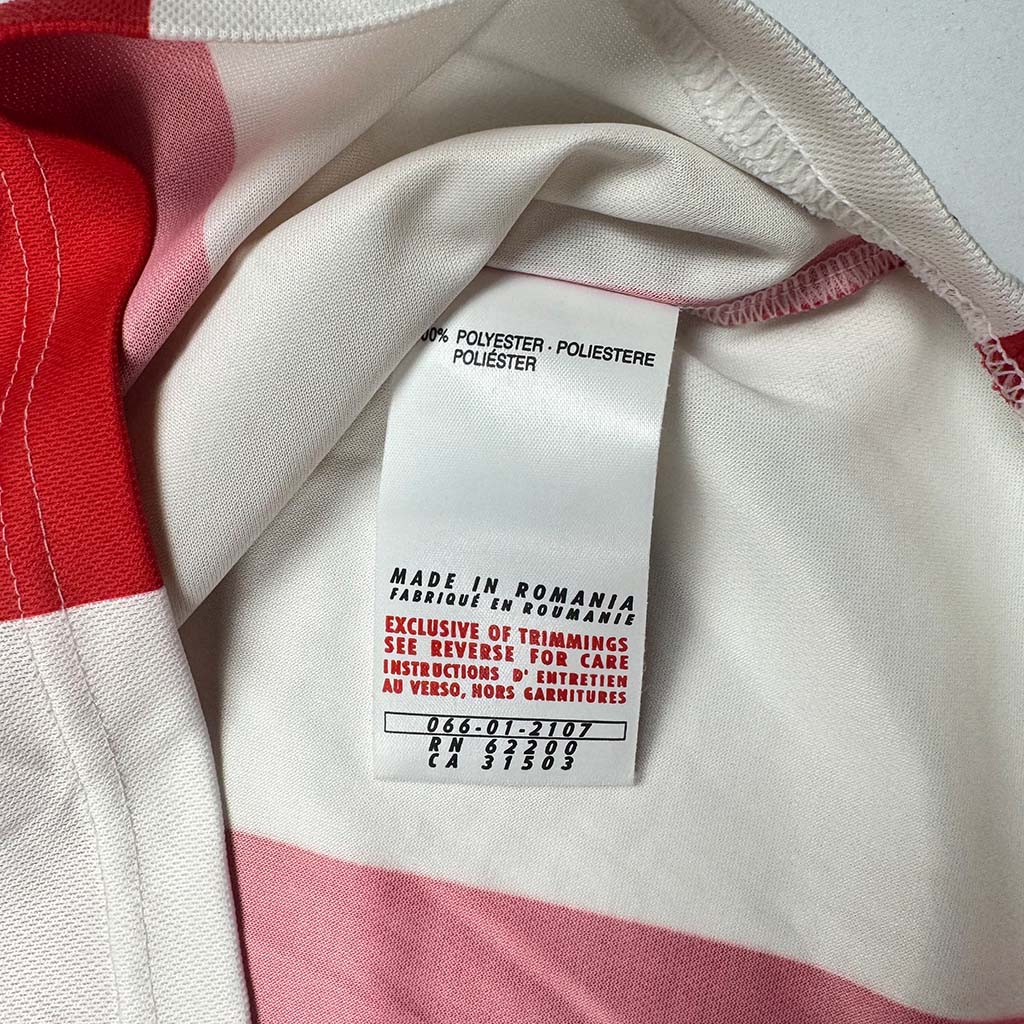 00% POLYESTER · POLIESTERE
POLIÉSTER
MADE IN ROMANIA
FABRIQUÉ EN ROUMANIE
EXCLUSIVE OF TRIMMINGS
SEE REVERSE FOR CARE
INSTRUCTIONS D' ENTRETIEN
AU VERSO, HORS GARNITURES
066-01-2107
RN 62200
CA 31503